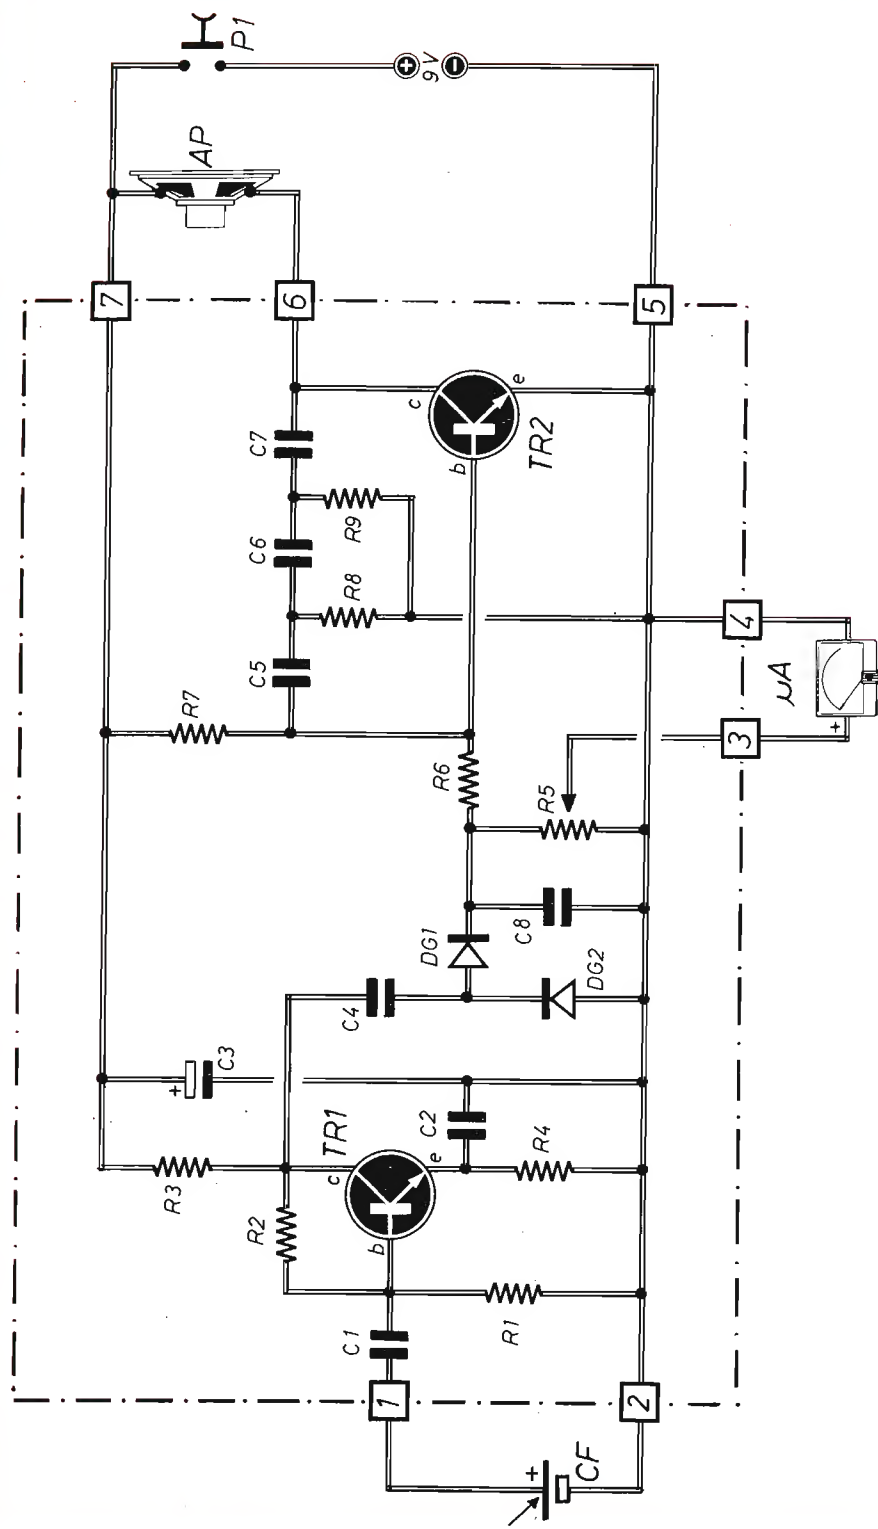 P1
9V
+
−
AP
7
6
5
c
e
b
TR2
C7
C6
C5
R9
R8
R7
R6
R5
4
µA
3
+
C8
DG1
DG2
C4
C3
+
TR1
c
e
b
C2
R4
R3
R2
C1
R1
1
2
+
CF